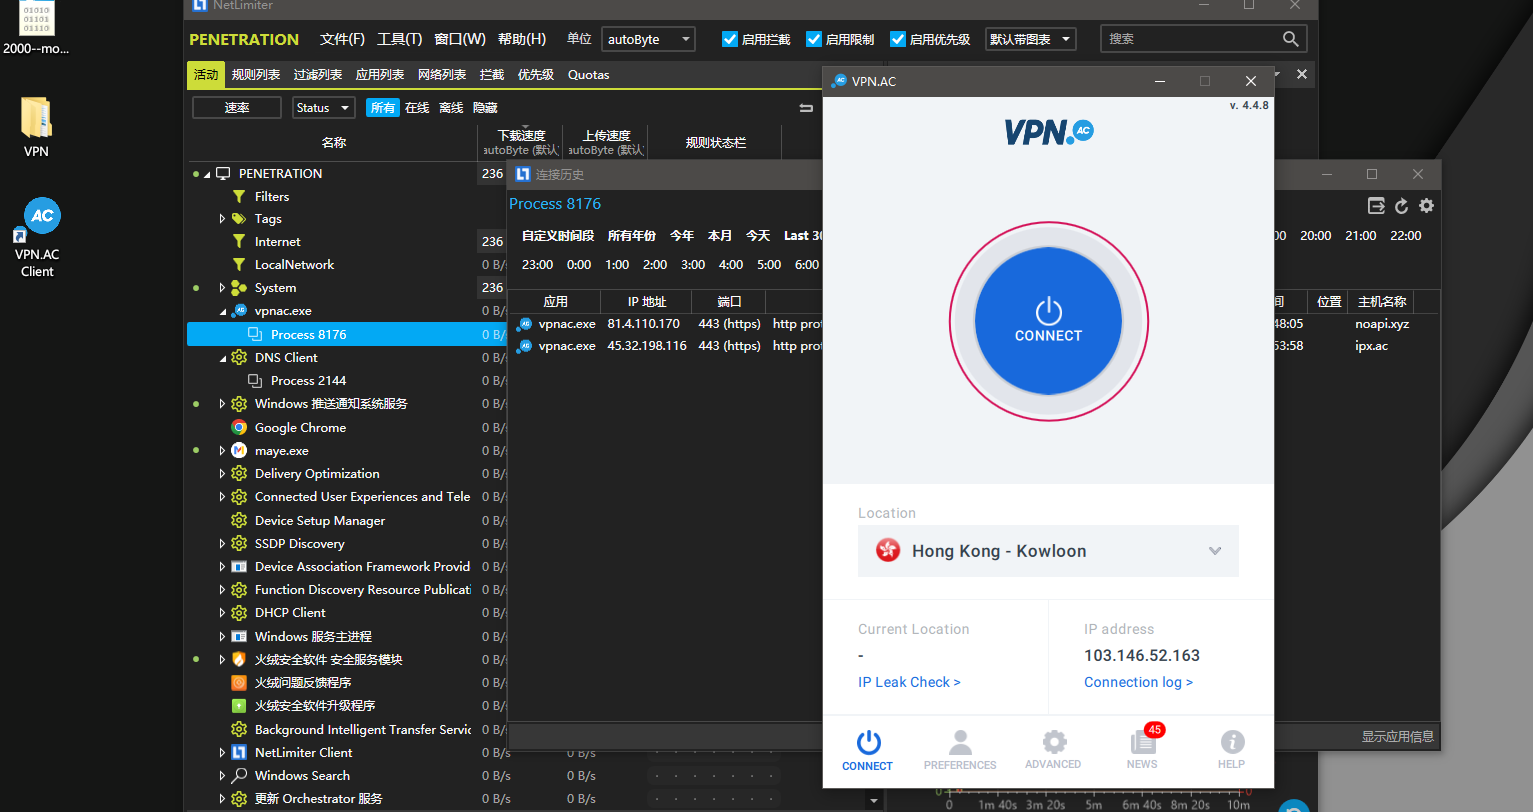 2000--mo...
VPN
AC
VPN.AC
Client
NetLimiter
PENETRATION
文件(F) 工具(T) 窗口(W) 帮助(H) 单位 autoByte 启用拦截 启用限制 启用优先级 默认带图表 搜索
活动 规则列表 过滤列表 应用列表 网络列表 拦截 优先级 Quotas
速率 Status 所有 在线 离线 隐藏
名称 下载速度 上传速度 规则状态栏
autoByte (默认) autoByte (默认)
PENETRATION 236
Filters
Tags
Internet 236
LocalNetwork 0 B/s
System 236
vpnac.exe 0 B/s
Process 8176 0 B/s
DNS Client 0 B/s
Process 2144 0 B/s
Windows 推送通知系统服务 0 B/s
Google Chrome 0 B/s
maye.exe 0 B/s
Delivery Optimization 0 B/s
Connected User Experiences and Tele 0 B/s
Device Setup Manager 0 B/s
SSDP Discovery 0 B/s
Device Association Framework Provid 0 B/s
Function Discovery Resource Publicati 0 B/s
DHCP Client 0 B/s
Windows 服务主进程 0 B/s
火绒安全软件 安全服务模块 0 B/s
火绒问题反馈程序 0 B/s
火绒安全软件升级程序 0 B/s
Background Intelligent Transfer Servic 0 B/s
NetLimiter Client 0 B/s 0 B/s
Windows Search 0 B/s 0 B/s
更新 Orchestrator 服务 0 B/s 0 B/s
连接历史
Process 8176
自定义时间段 所有年份 今年 本月 今天 Last 30 00 20:00 21:00 22:00
23:00 0:00 1:00 2:00 3:00 4:00 5:00 6:00
应用 IP 地址 端口 间 位置 主机名称
vpnac.exe 81.4.110.170 443 (https) http prot 48:05 noapi.xyz
vpnac.exe 45.32.198.116 443 (https) http prot 53:58 ipx.ac
显示应用信息
VPN.AC
v. 4.4.8
VPN.AC
CONNECT
Location
Hong Kong - Kowloon
Current Location
-
IP Leak Check >
IP address
103.146.52.163
Connection log >
45
CONNECT PREFERENCES ADVANCED NEWS HELP
0
0 1m 40s 3m 20s 5m 6m 40s 8m 20s 10m